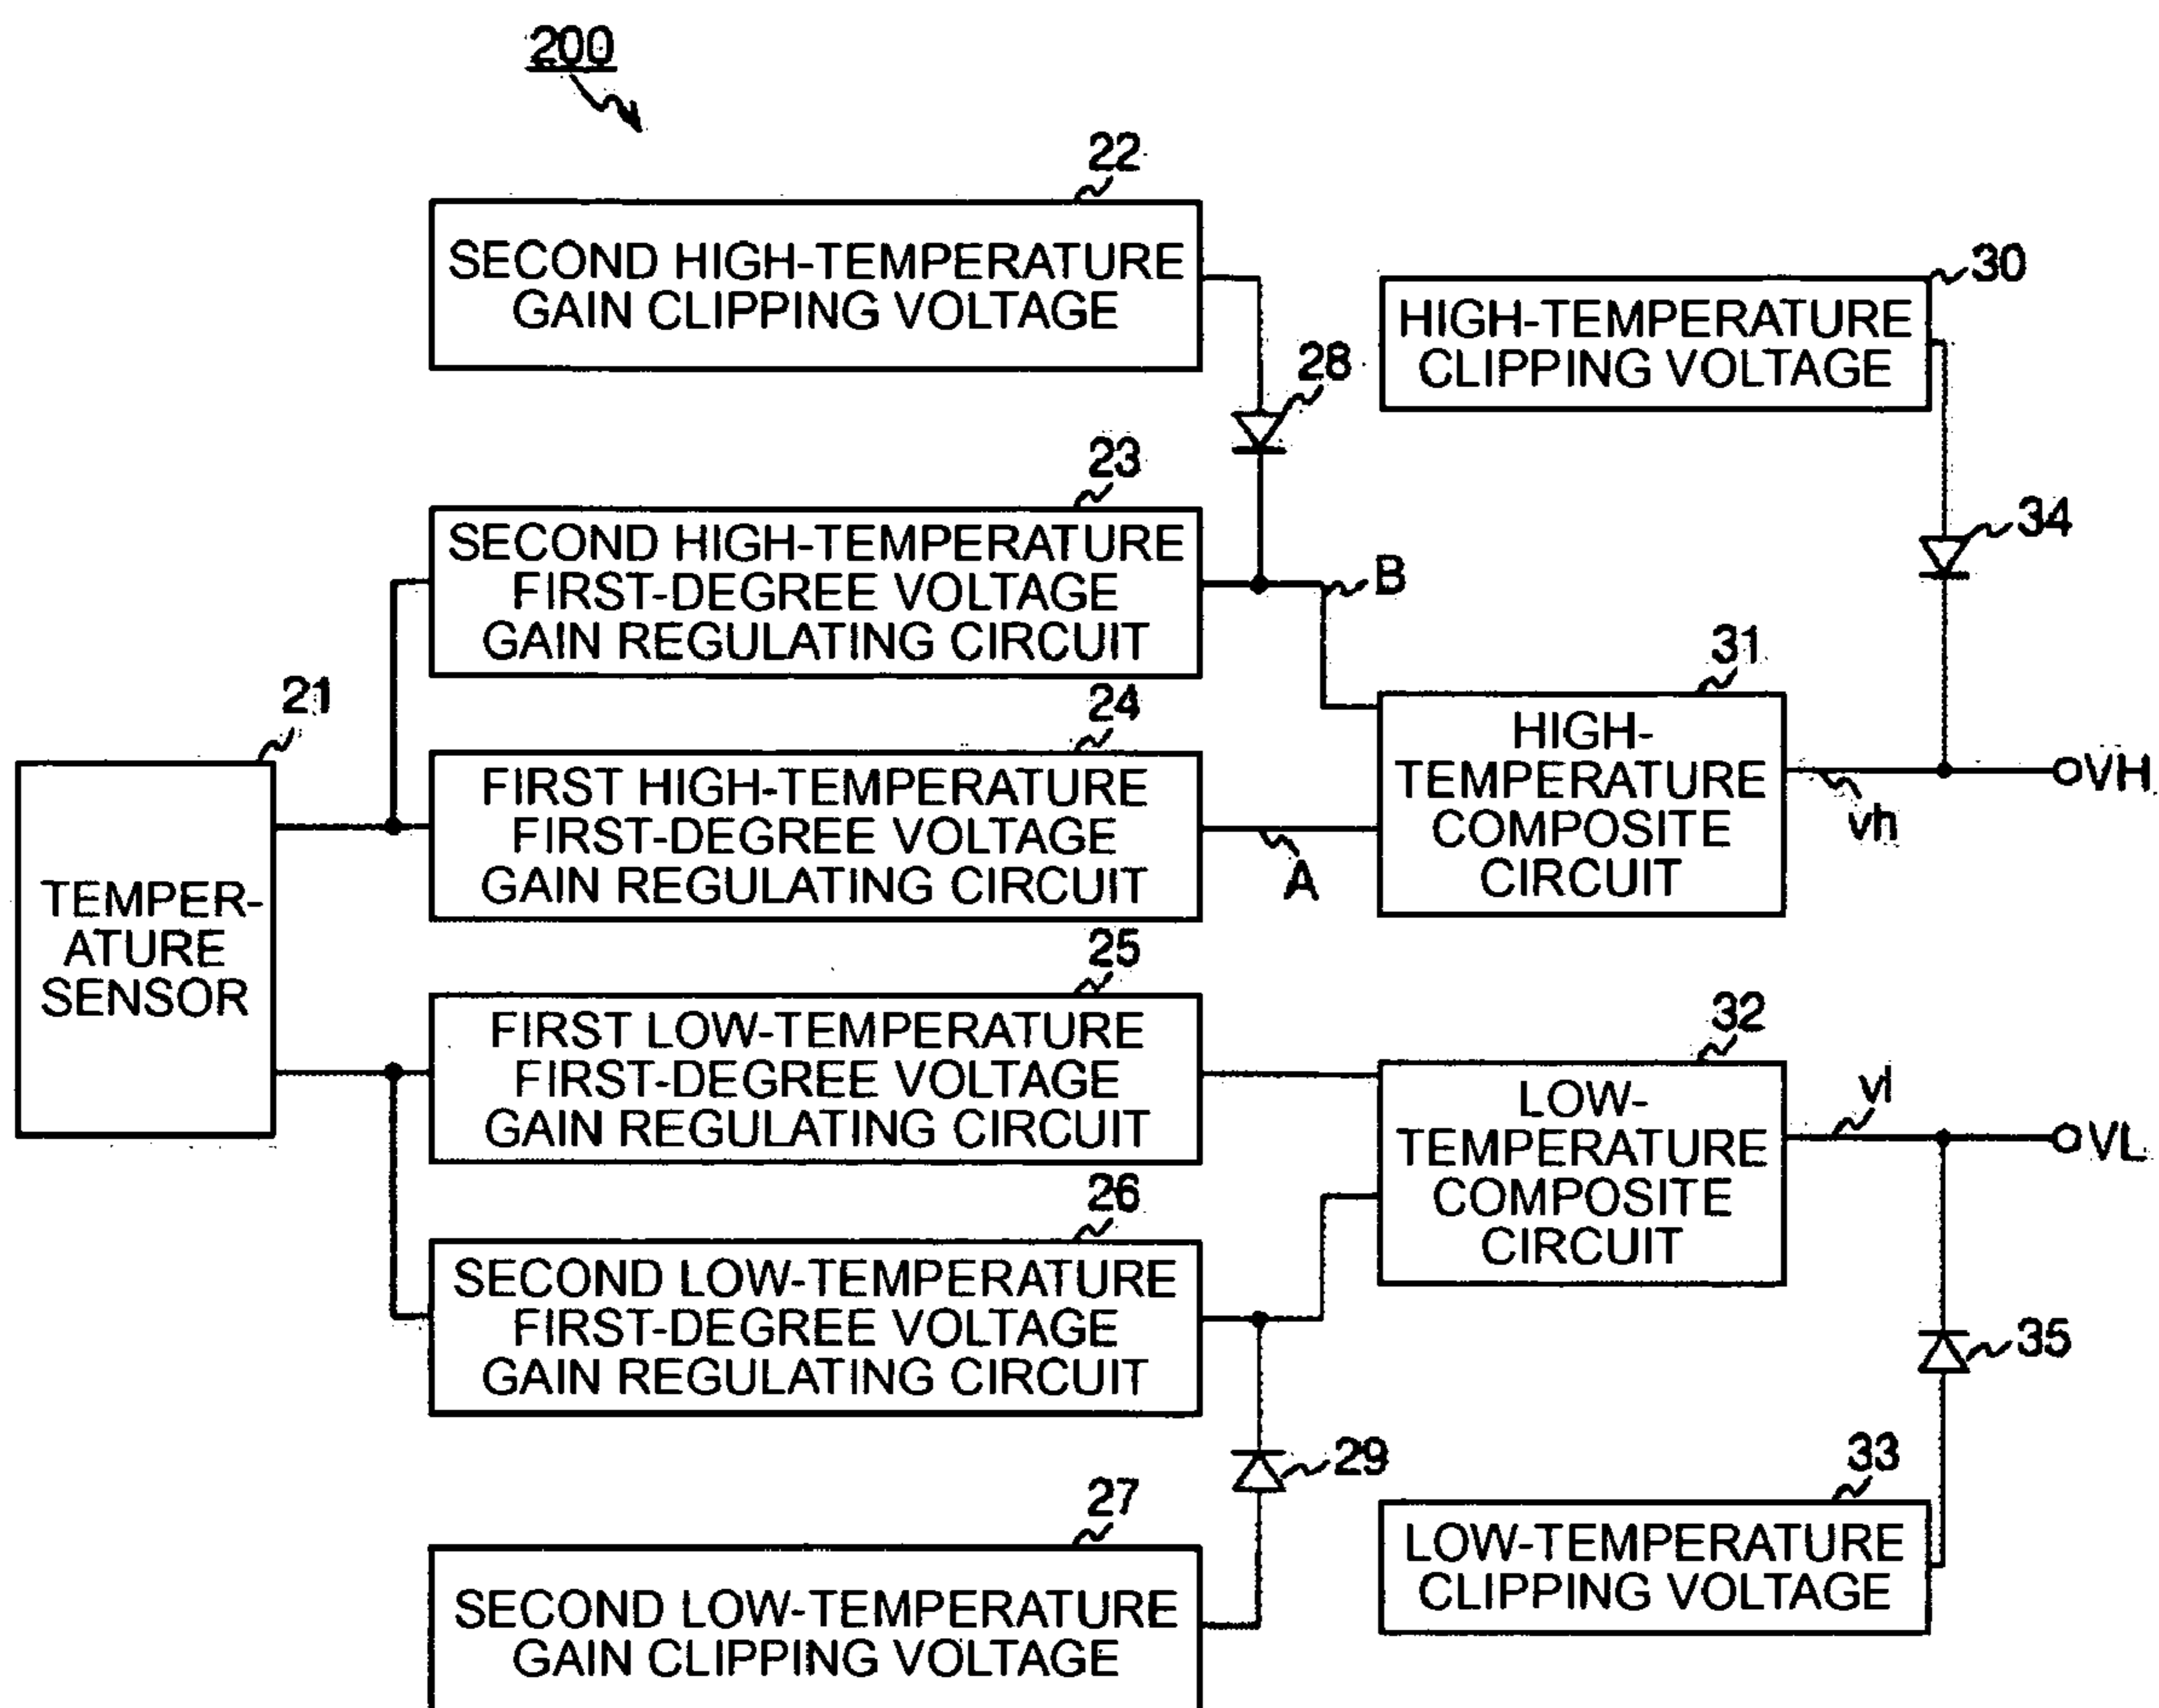 200
22
SECOND HIGH-TEMPERATURE
GAIN CLIPPING VOLTAGE
30
HIGH-TEMPERATURE
CLIPPING VOLTAGE
28
23
SECOND HIGH-TEMPERATURE
FIRST-DEGREE VOLTAGE
GAIN REGULATING CIRCUIT
34
B
31
HIGH-
TEMPERATURE
COMPOSITE
CIRCUIT
21
TEMPER-
ATURE
SENSOR
24
FIRST HIGH-TEMPERATURE
FIRST-DEGREE VOLTAGE
GAIN REGULATING CIRCUIT
A
vh
VH
25
FIRST LOW-TEMPERATURE
FIRST-DEGREE VOLTAGE
GAIN REGULATING CIRCUIT
32
LOW-
TEMPERATURE
COMPOSITE
CIRCUIT
vl
VL
26
SECOND LOW-TEMPERATURE
FIRST-DEGREE VOLTAGE
GAIN REGULATING CIRCUIT
35
29
33
LOW-TEMPERATURE
CLIPPING VOLTAGE
27
SECOND LOW-TEMPERATURE
GAIN CLIPPING VOLTAGE